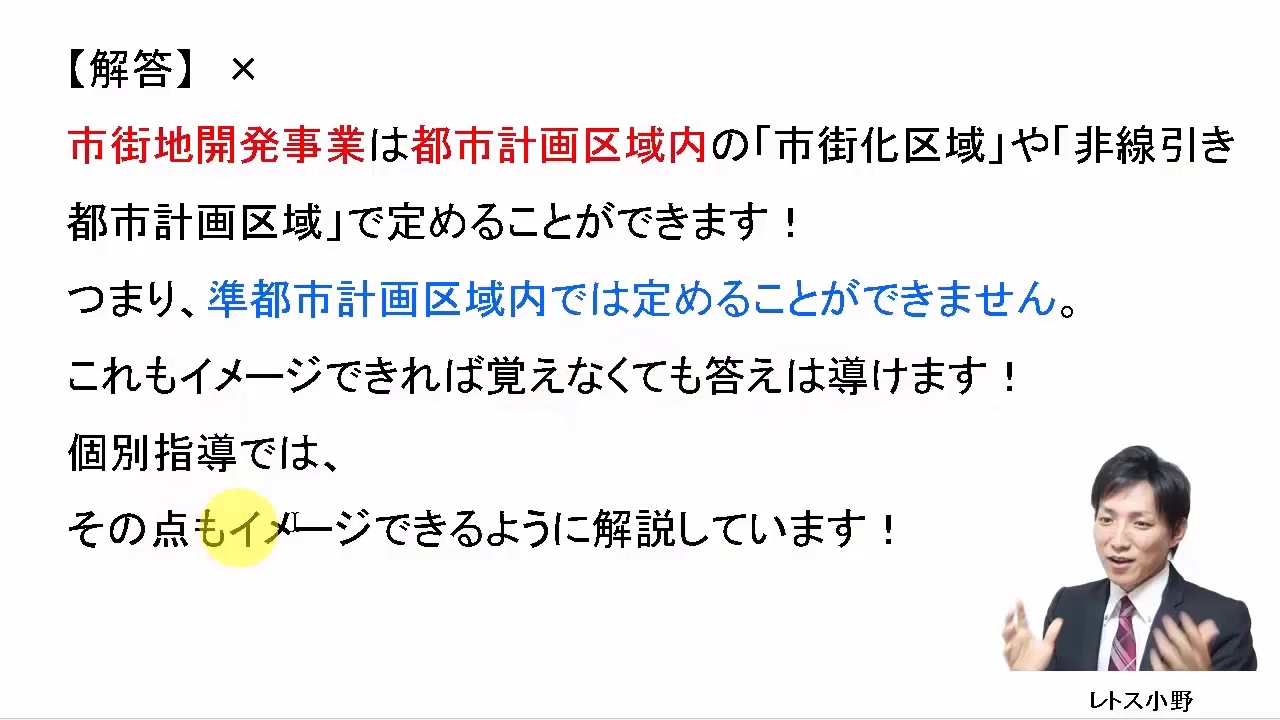 【解答】 ×
市街地開発事業は都市計画区域内の「市街化区域」や「非線引き
都市計画区域」で定めることができます！
つまり、準都市計画区域内では定めることができません。
これもイメージできれば覚えなくても答えは導けます！
個別指導では、
その点もイメージできるように解説しています！
レトス小野